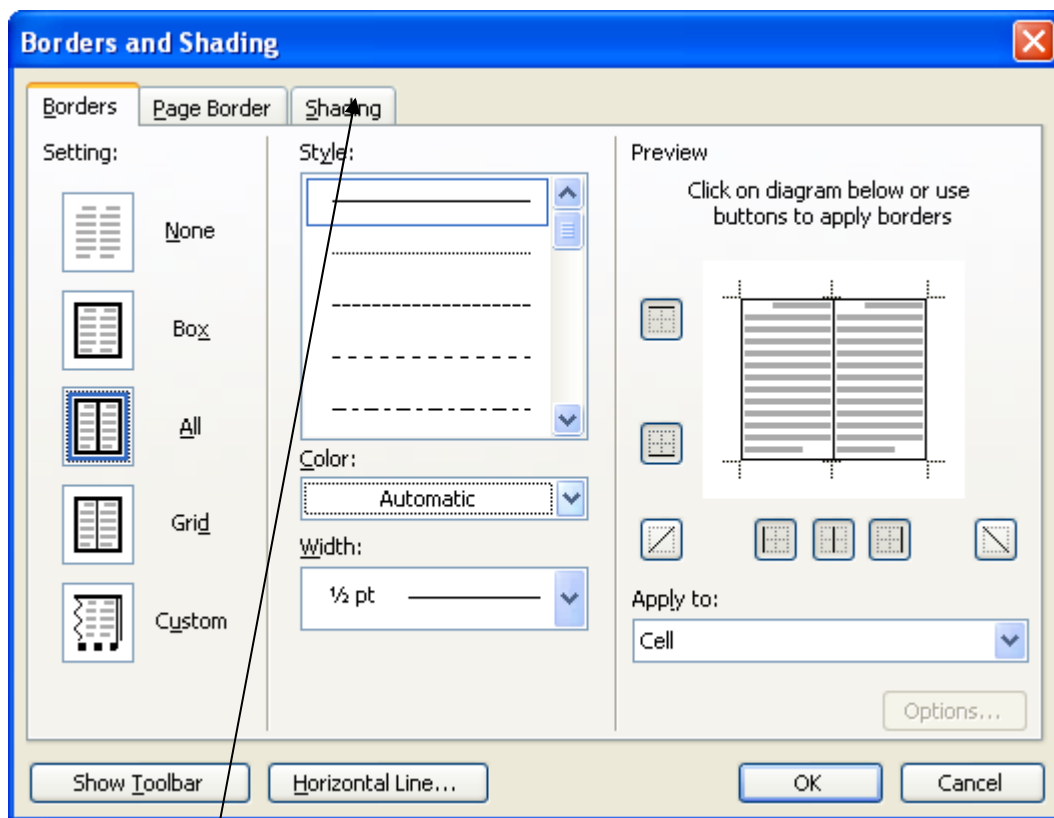 Borders and Shading
Borders Page Border Shading
Setting:
None
Box
All
Grid
Custom
Style:
Color:
Automatic
Width:
½ pt
Preview
Click on diagram below or use
buttons to apply borders
Apply to:
Cell
Options...
Show Toolbar Horizontal Line... OK Cancel